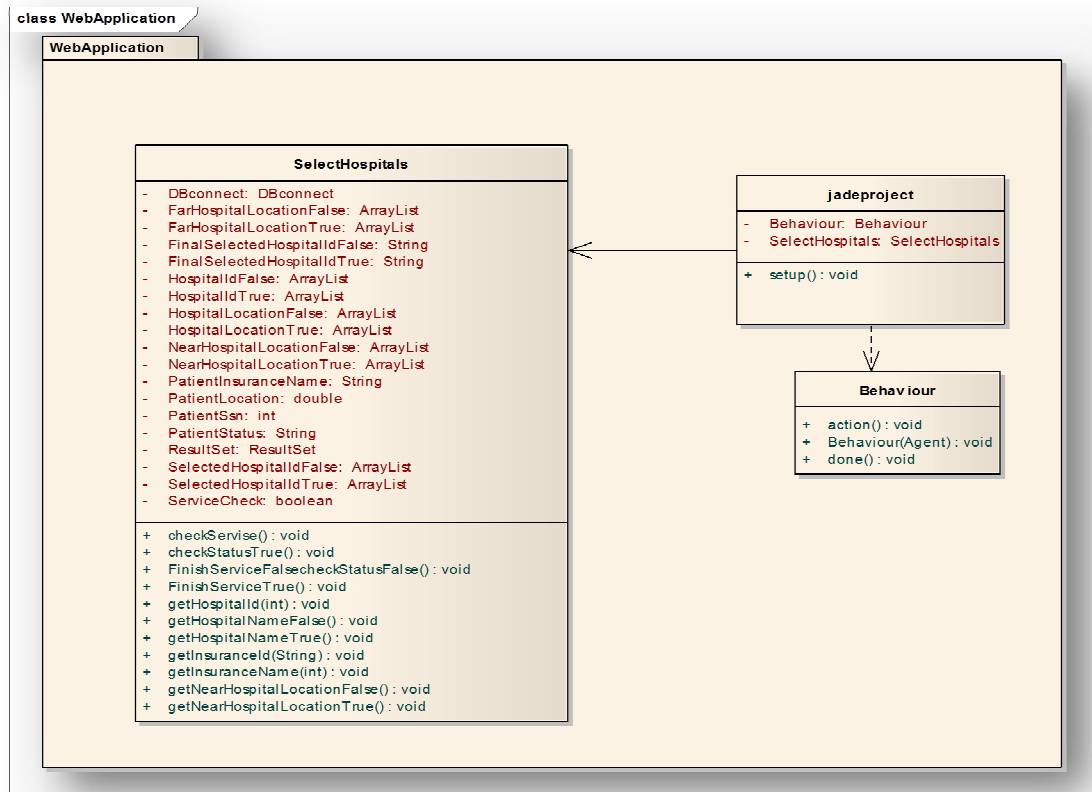 class WebApplication
WebApplication
SelectHospitals
- DBconnect: DBconnect
- FarHospitalLocationFalse: ArrayList
- FarHospitalLocationTrue: ArrayList
- FinalSelectedHospitalIdFalse: String
- FinalSelectedHospitalIdTrue: String
- HospitalIdFalse: ArrayList
- HospitalIdTrue: ArrayList
- HospitalLocationFalse: ArrayList
- HospitalLocationTrue: ArrayList
- NearHospitalLocationFalse: ArrayList
- NearHospitalLocationTrue: ArrayList
- PatientInsuranceName: String
- PatientLocation: double
- PatientSsn: int
- PatientStatus: String
- ResultSet: ResultSet
- SelectedHospitalIdFalse: ArrayList
- SelectedHospitalIdTrue: ArrayList
- ServiceCheck: boolean
+ checkServise() : void
+ checkStatusTrue() : void
+ FinishServiceFalsecheckStatusFalse() : void
+ FinishServiceTrue() : void
+ getHospitalId(int) : void
+ getHospitalNameFalse() : void
+ getHospitalNameTrue() : void
+ getInsuranceId(String) : void
+ getInsuranceName(int) : void
+ getNearHospitalLocationFalse() : void
+ getNearHospitalLocationTrue() : void
jadeproject
- Behaviour: Behaviour
- SelectHospitals: SelectHospitals
+ setup() : void
Behaviour
+ action() : void
+ Behaviour(Agent) : void
+ done() : void